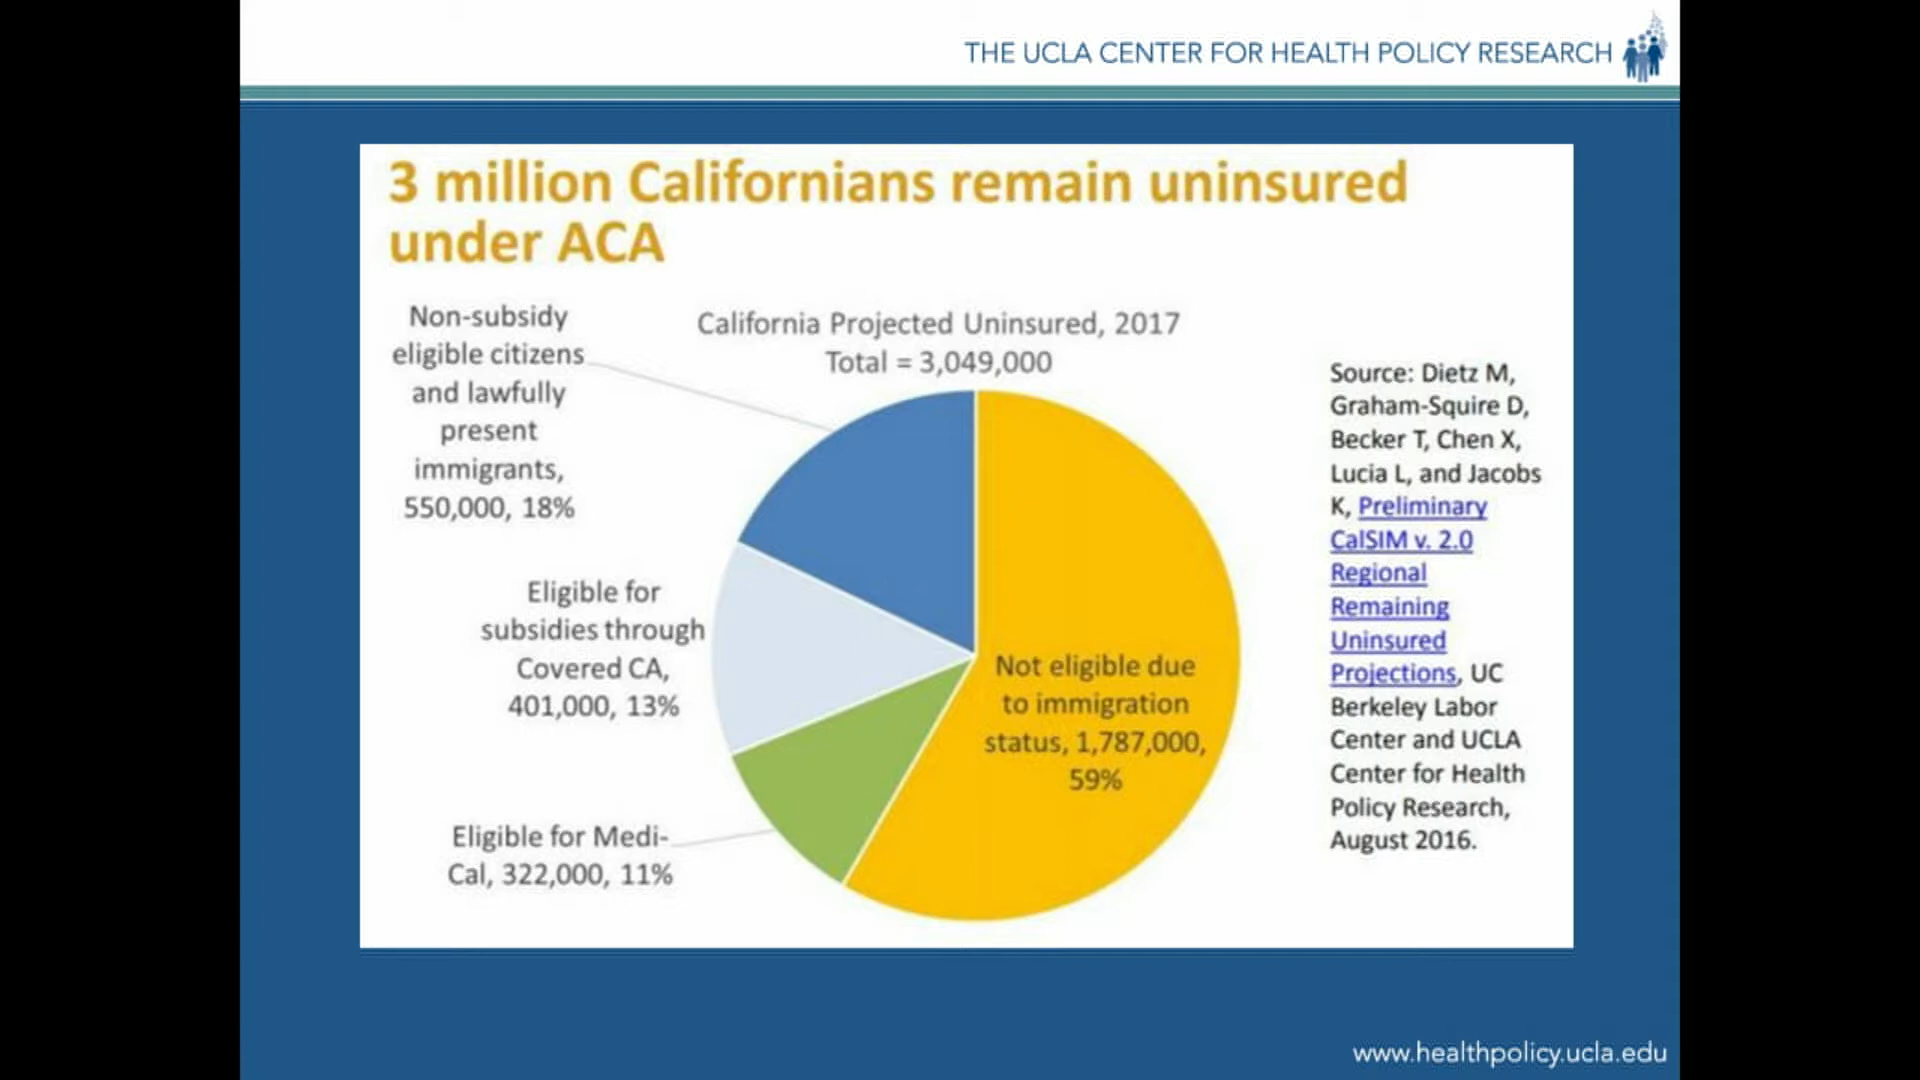 THE UCLA CENTER FOR HEALTH POLICY RESEARCH
3 million Californians remain uninsured
under ACA
Non-subsidy
eligible citizens
and lawfully
present
immigrants,
550,000, 18%
California Projected Uninsured, 2017
Total = 3,049,000
Eligible for
subsidies through
Covered CA,
401,000, 13%
Eligible for Medi-
Cal, 322,000, 11%
Not eligible due
to immigration
status, 1,787,000,
59%
Source: Dietz M,
Graham-Squire D,
Becker T, Chen X,
Lucia L, and Jacobs
K, Preliminary
CalSIM v. 2.0
Regional
Remaining
Uninsured
Projections, UC
Berkeley Labor
Center and UCLA
Center for Health
Policy Research,
August 2016.
www.healthpolicy.ucla.edu